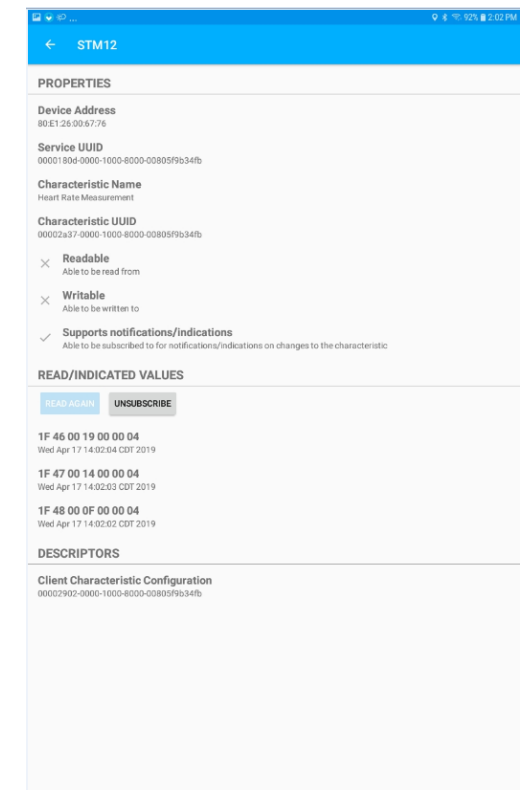 ... 92% 2:02 PM
STM12
PROPERTIES
Device Address
80:E1:26:00:67:76
Service UUID
0000180d-0000-1000-8000-00805f9b34fb
Characteristic Name
Heart Rate Measurement
Characteristic UUID
00002a37-0000-1000-8000-00805f9b34fb
Readable
Able to be read from
Writable
Able to be written to
Supports notifications/indications
Able to be subscribed to for notifications/indications on changes to the characteristic
READ/INDICATED VALUES
READ AGAIN UNSUBSCRIBE
1F 46 00 19 00 00 04
Wed Apr 17 14:02:04 CDT 2019
1F 47 00 14 00 00 04
Wed Apr 17 14:02:03 CDT 2019
1F 48 00 0F 00 00 04
Wed Apr 17 14:02:02 CDT 2019
DESCRIPTORS
Client Characteristic Configuration
00002902-0000-1000-8000-00805f9b34fb